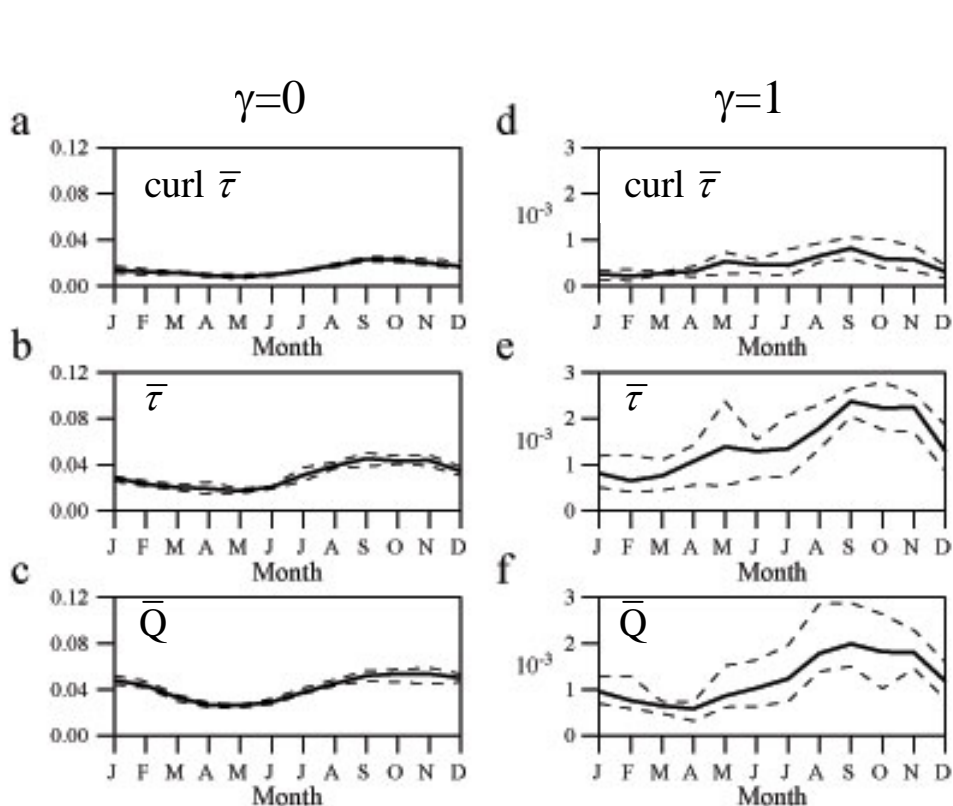 γ=0
γ=1
a
d
0.12
0.08
0.04
0.00
curl τ̅
J F M A M J J A S O N D
Month
3
2
10⁻³
1
0
curl τ̅
J F M A M J J A S O N D
Month
b
e
0.12
0.08
0.04
0.00
τ̅
J F M A M J J A S O N D
Month
3
2
10⁻³
1
0
τ̅
J F M A M J J A S O N D
Month
c
f
0.12
0.08
0.04
0.00
Q̅
J F M A M J J A S O N D
Month
3
2
10⁻³
1
0
Q̅
J F M A M J J A S O N D
Month